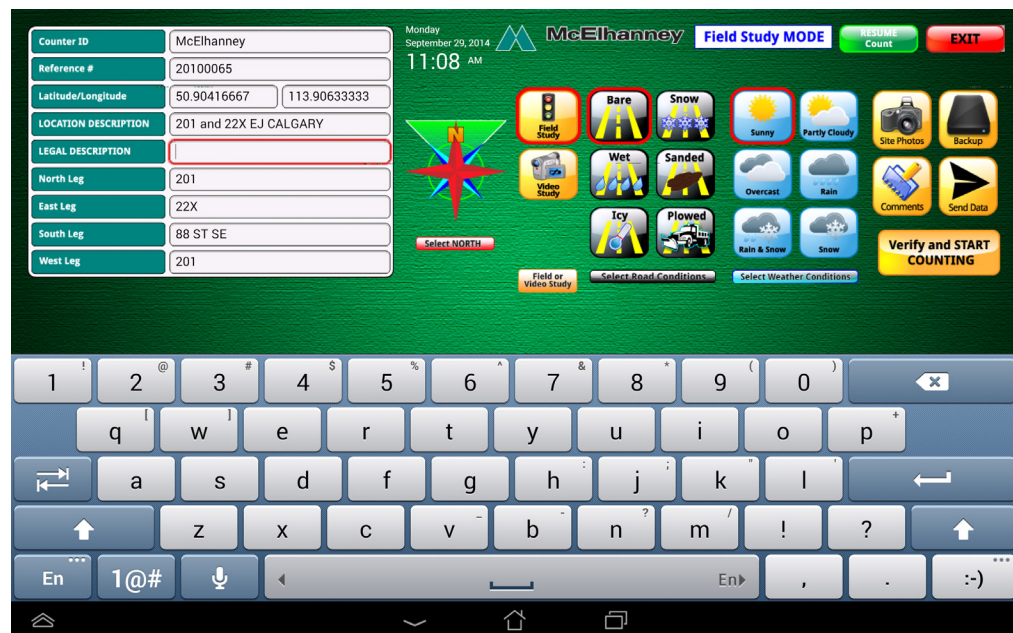 Counter ID
McElhanney
Reference #
20100065
Latitude/Longitude
50.90416667
113.90633333
LOCATION DESCRIPTION
201 and 22X EJ CALGARY
LEGAL DESCRIPTION
North Leg
201
East Leg
22X
South Leg
88 ST SE
West Leg
201
Monday
September 29, 2014
11:08 AM
McElhanney
Field Study MODE
RESUME
Count
EXIT
N
Select NORTH
Field
Study
Video
Study
Field or
Video Study
Bare
Snow
Wet
Sanded
Icy
Plowed
Select Road Conditions
Sunny
Partly Cloudy
Overcast
Rain
Rain & Snow
Snow
Select Weather Conditions
Site Photos
Backup
Comments
Send Data
Verify and START
COUNTING
! @ # $ % ^ & * ( )
1 2 3 4 5 6 7 8 9 0
[ ] +
q w e r t y u i o p
: ; " '
a s d f g h j k l
_ - ? /
z x c v b n m ! ?
En 1@# En , . :-)